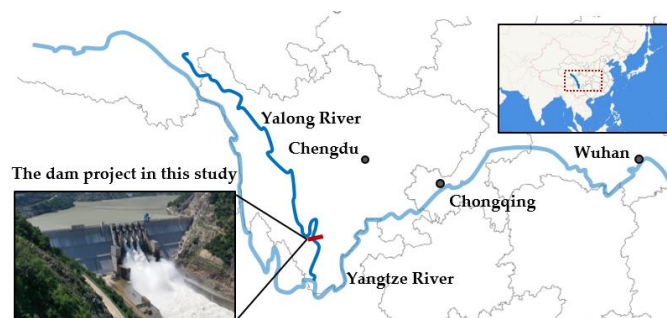 Yalong River
Chengdu
Wuhan
The dam project in this study
Chongqing
Yangtze River